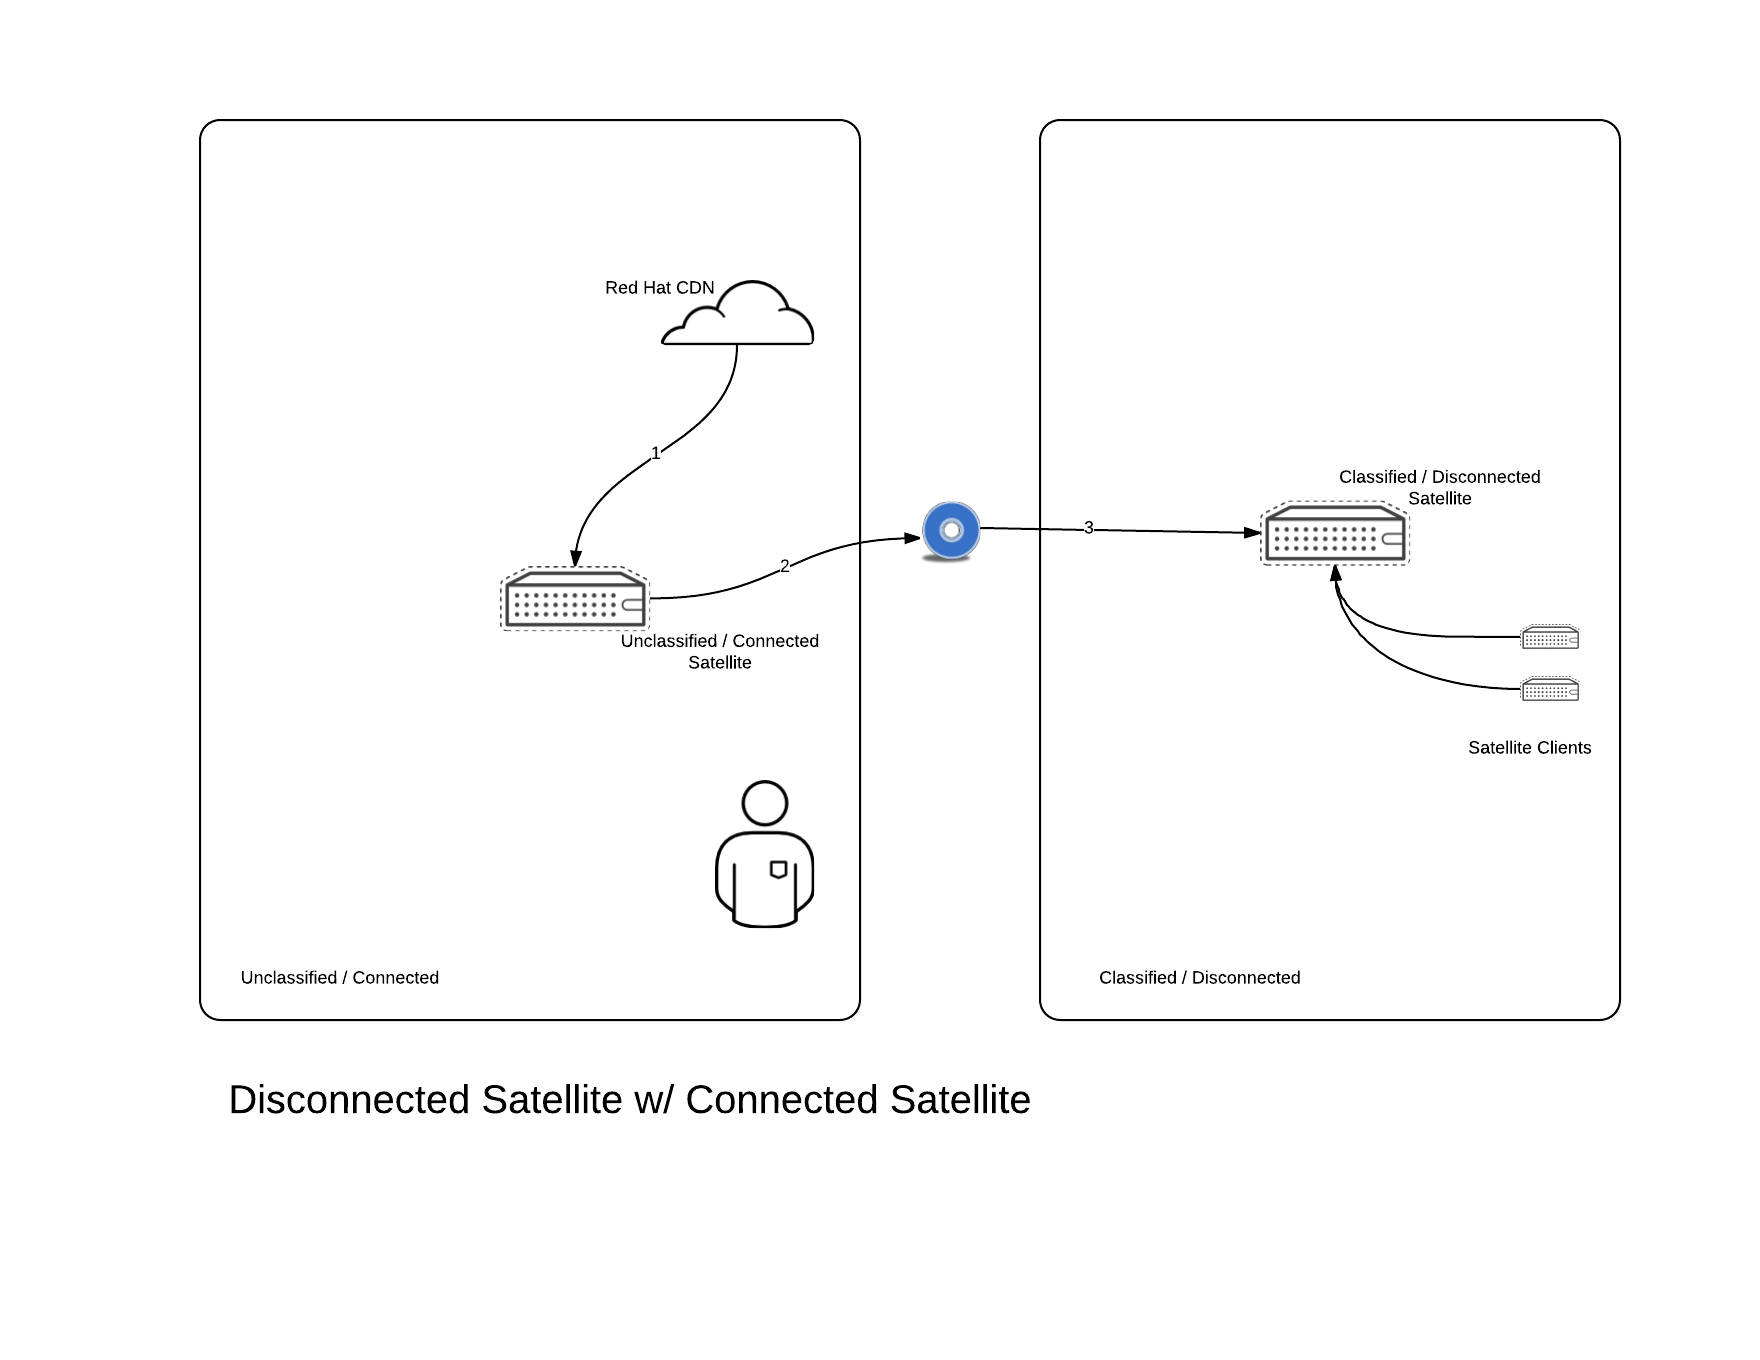 Red Hat CDN
1
Unclassified / Connected
Satellite
2
3
Classified / Disconnected
Satellite
Satellite Clients
Unclassified / Connected
Classified / Disconnected
Disconnected Satellite w/ Connected Satellite